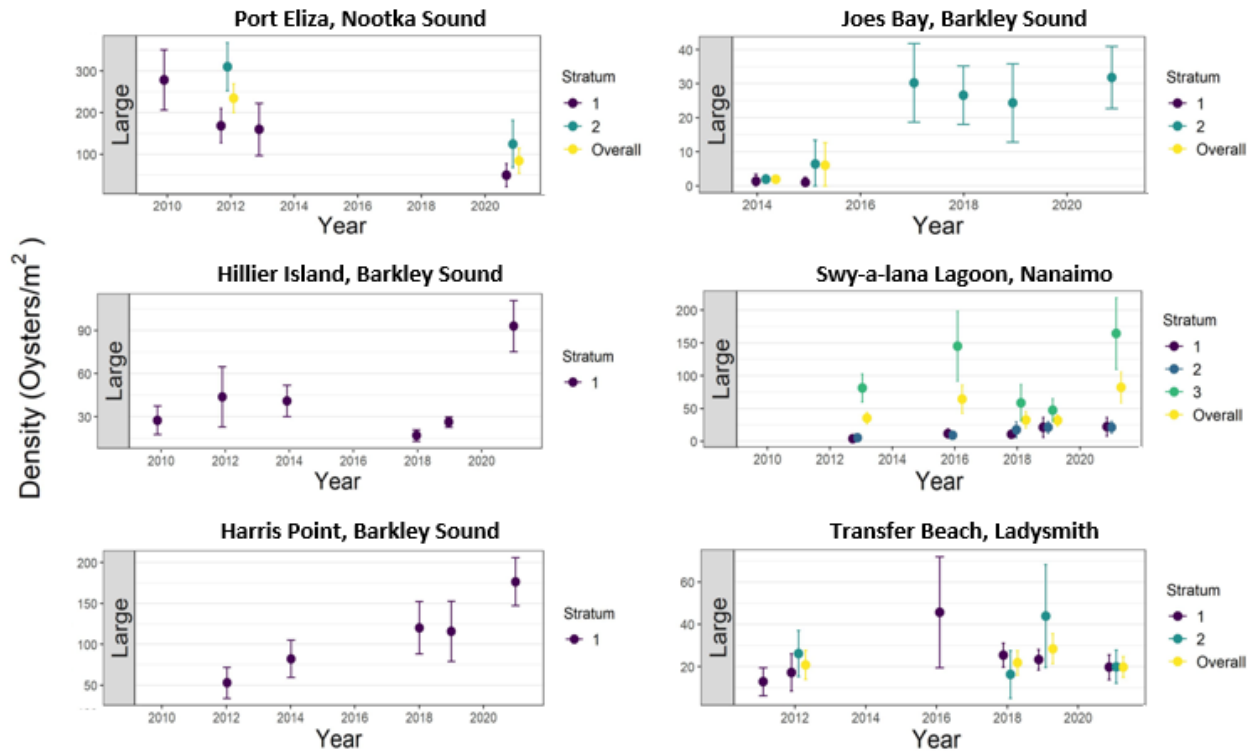 Density (Oysters/m²)
Port Eliza, Nootka Sound
Large
300
200
100
2010 2012 2014 2016 2018 2020
Year
Stratum
1
2
Overall
Joes Bay, Barkley Sound
Large
40
30
20
10
0
2014 2016 2018 2020
Year
Stratum
1
2
Overall
Hillier Island, Barkley Sound
Large
90
60
30
2010 2012 2014 2016 2018 2020
Year
Stratum
1
Swy-a-lana Lagoon, Nanaimo
Large
200
150
100
50
0
2010 2012 2014 2016 2018 2020
Year
Stratum
1
2
3
Overall
Harris Point, Barkley Sound
Large
200
150
100
50
2010 2012 2014 2016 2018 2020
Year
Stratum
1
Transfer Beach, Ladysmith
Large
60
40
20
2012 2014 2016 2018 2020
Year
Stratum
1
2
Overall